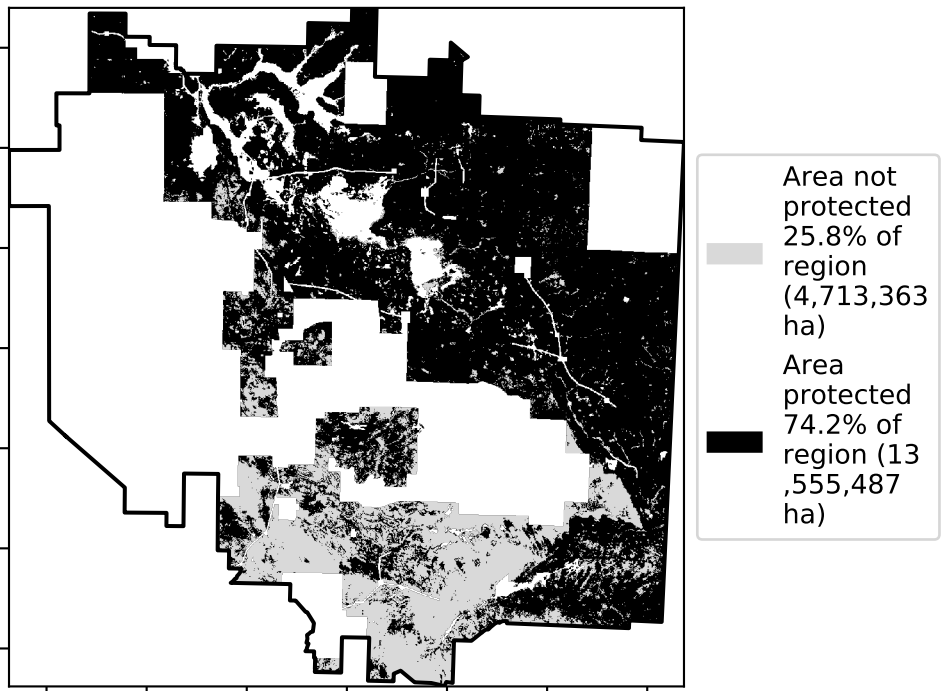 Area not
protected
25.8% of
region
(4,713,363
ha)
Area
protected
74.2% of
region (13
,555,487
ha)